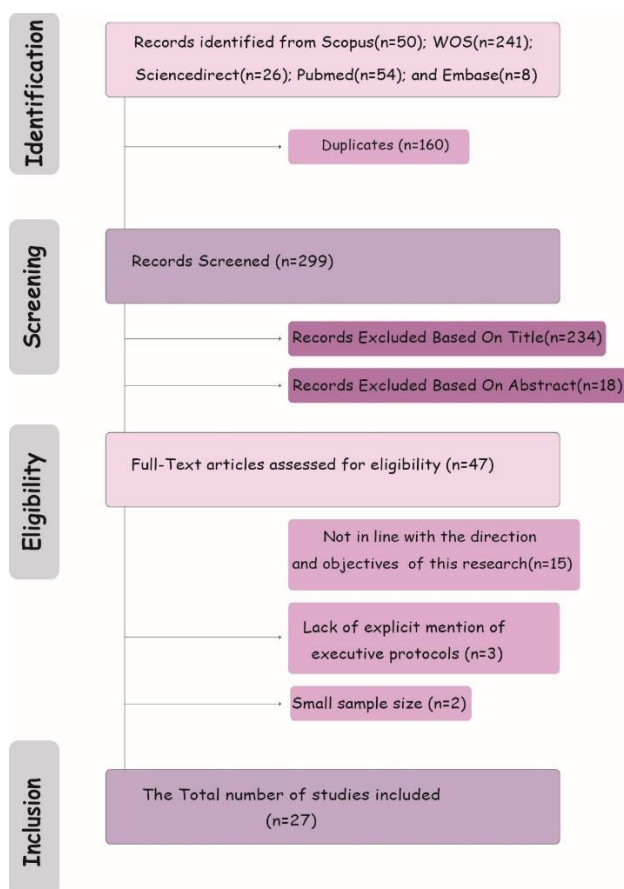 Identification
Records identified from Scopus(n=50); WOS(n=241);
Sciencedirect(n=26); Pubmed(n=54); and Embase(n=8)
Duplicates (n=160)
Screening
Records Screened (n=299)
Records Excluded Based On Title(n=234)
Records Excluded Based On Abstract(n=18)
Eligibility
Full-Text articles assessed for eligibility (n=47)
Not in line with the direction
and objectives of this research(n=15)
Lack of explicit mention of
executive protocols (n=3)
Small sample size (n=2)
Inclusion
The Total number of studies included
(n=27)